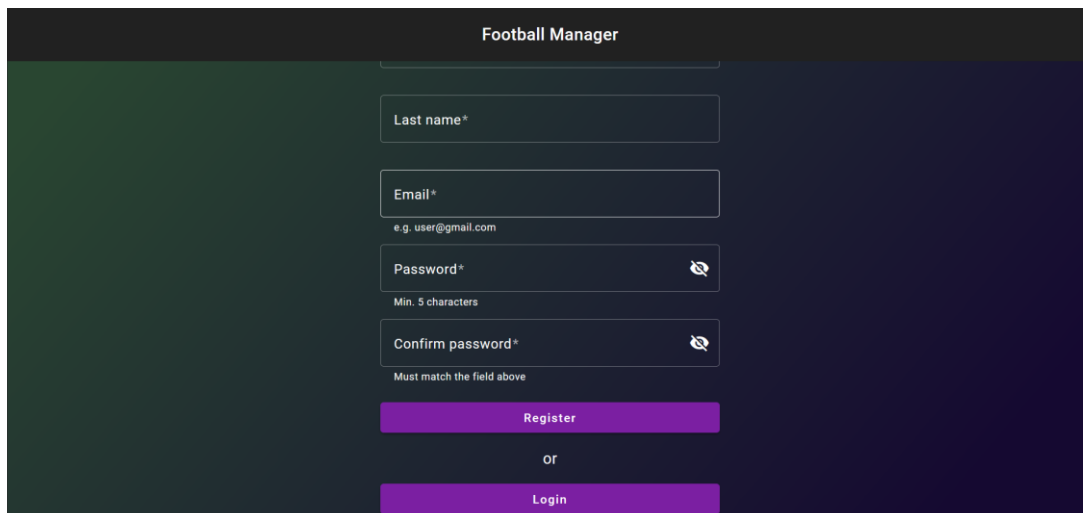 Football Manager
Last name*
Email*
e.g. user@gmail.com
Password*
Min. 5 characters
Confirm password*
Must match the field above
Register
or
Login